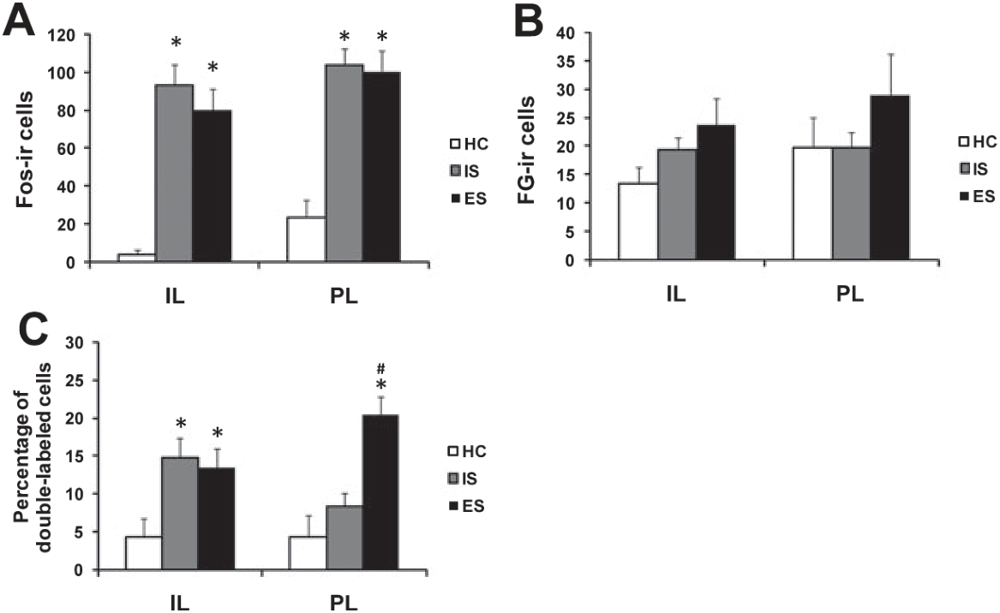 A
Fos-ir cells
120
100
80
60
40
20
0
* * * *
IL PL
HC
IS
ES
B
FG-ir cells
40
35
30
25
20
15
10
5
0
IL PL
HC
IS
ES
C
Percentage of
double-labeled cells
30
25
20
15
10
5
0
* *
#
*
IL PL
HC
IS
ES